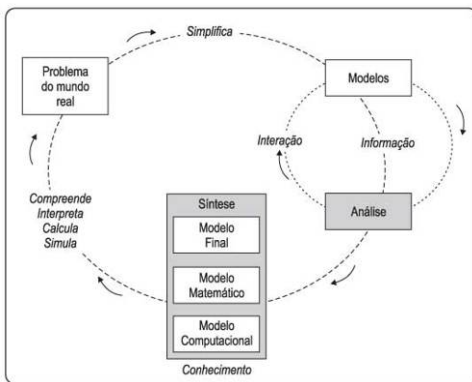 Simplifica
Problema
do mundo
real
Modelos
Interação
Informação
Compreende
Interpreta
Calcula
Simula
Síntese
Modelo
Final
Modelo
Matemático
Modelo
Computacional
Análise
Conhecimento